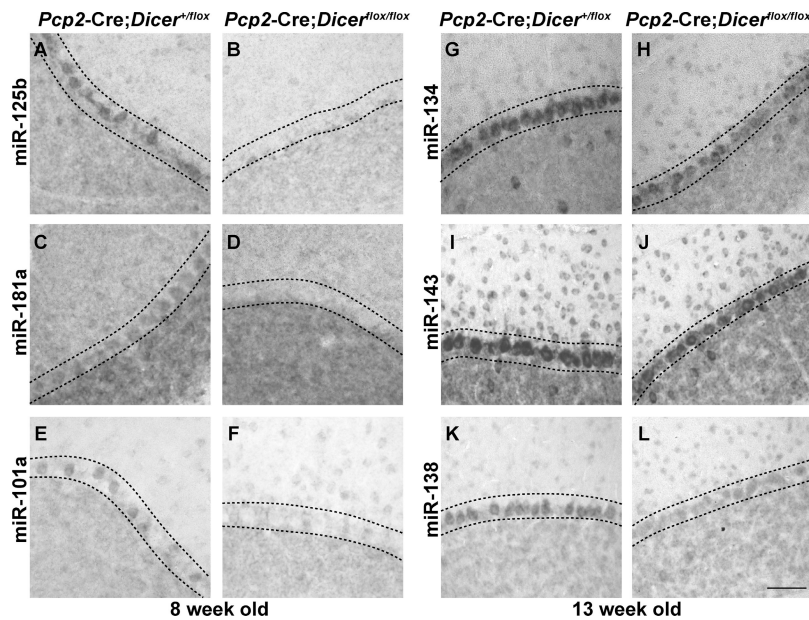 Pcp2-Cre;Dicer+/flox Pcp2-Cre;Dicerflox/flox Pcp2-Cre;Dicer+/flox Pcp2-Cre;Dicerflox/flox
miR-125b A B miR-134 G H
miR-181a C D miR-143 I J
miR-101a E F miR-138 K L
8 week old 13 week old